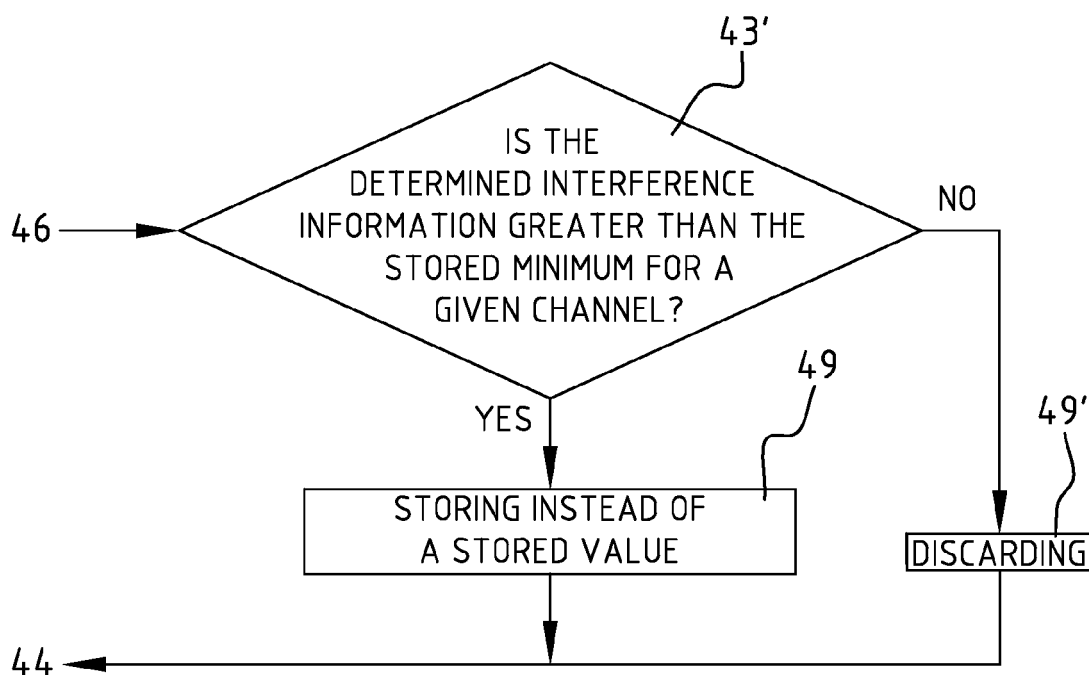 43'
IS THE
DETERMINED INTERFERENCE
INFORMATION GREATER THAN THE
STORED MINIMUM FOR A
GIVEN CHANNEL?
46
NO
YES
49
49'
STORING INSTEAD OF
A STORED VALUE
DISCARDING
44